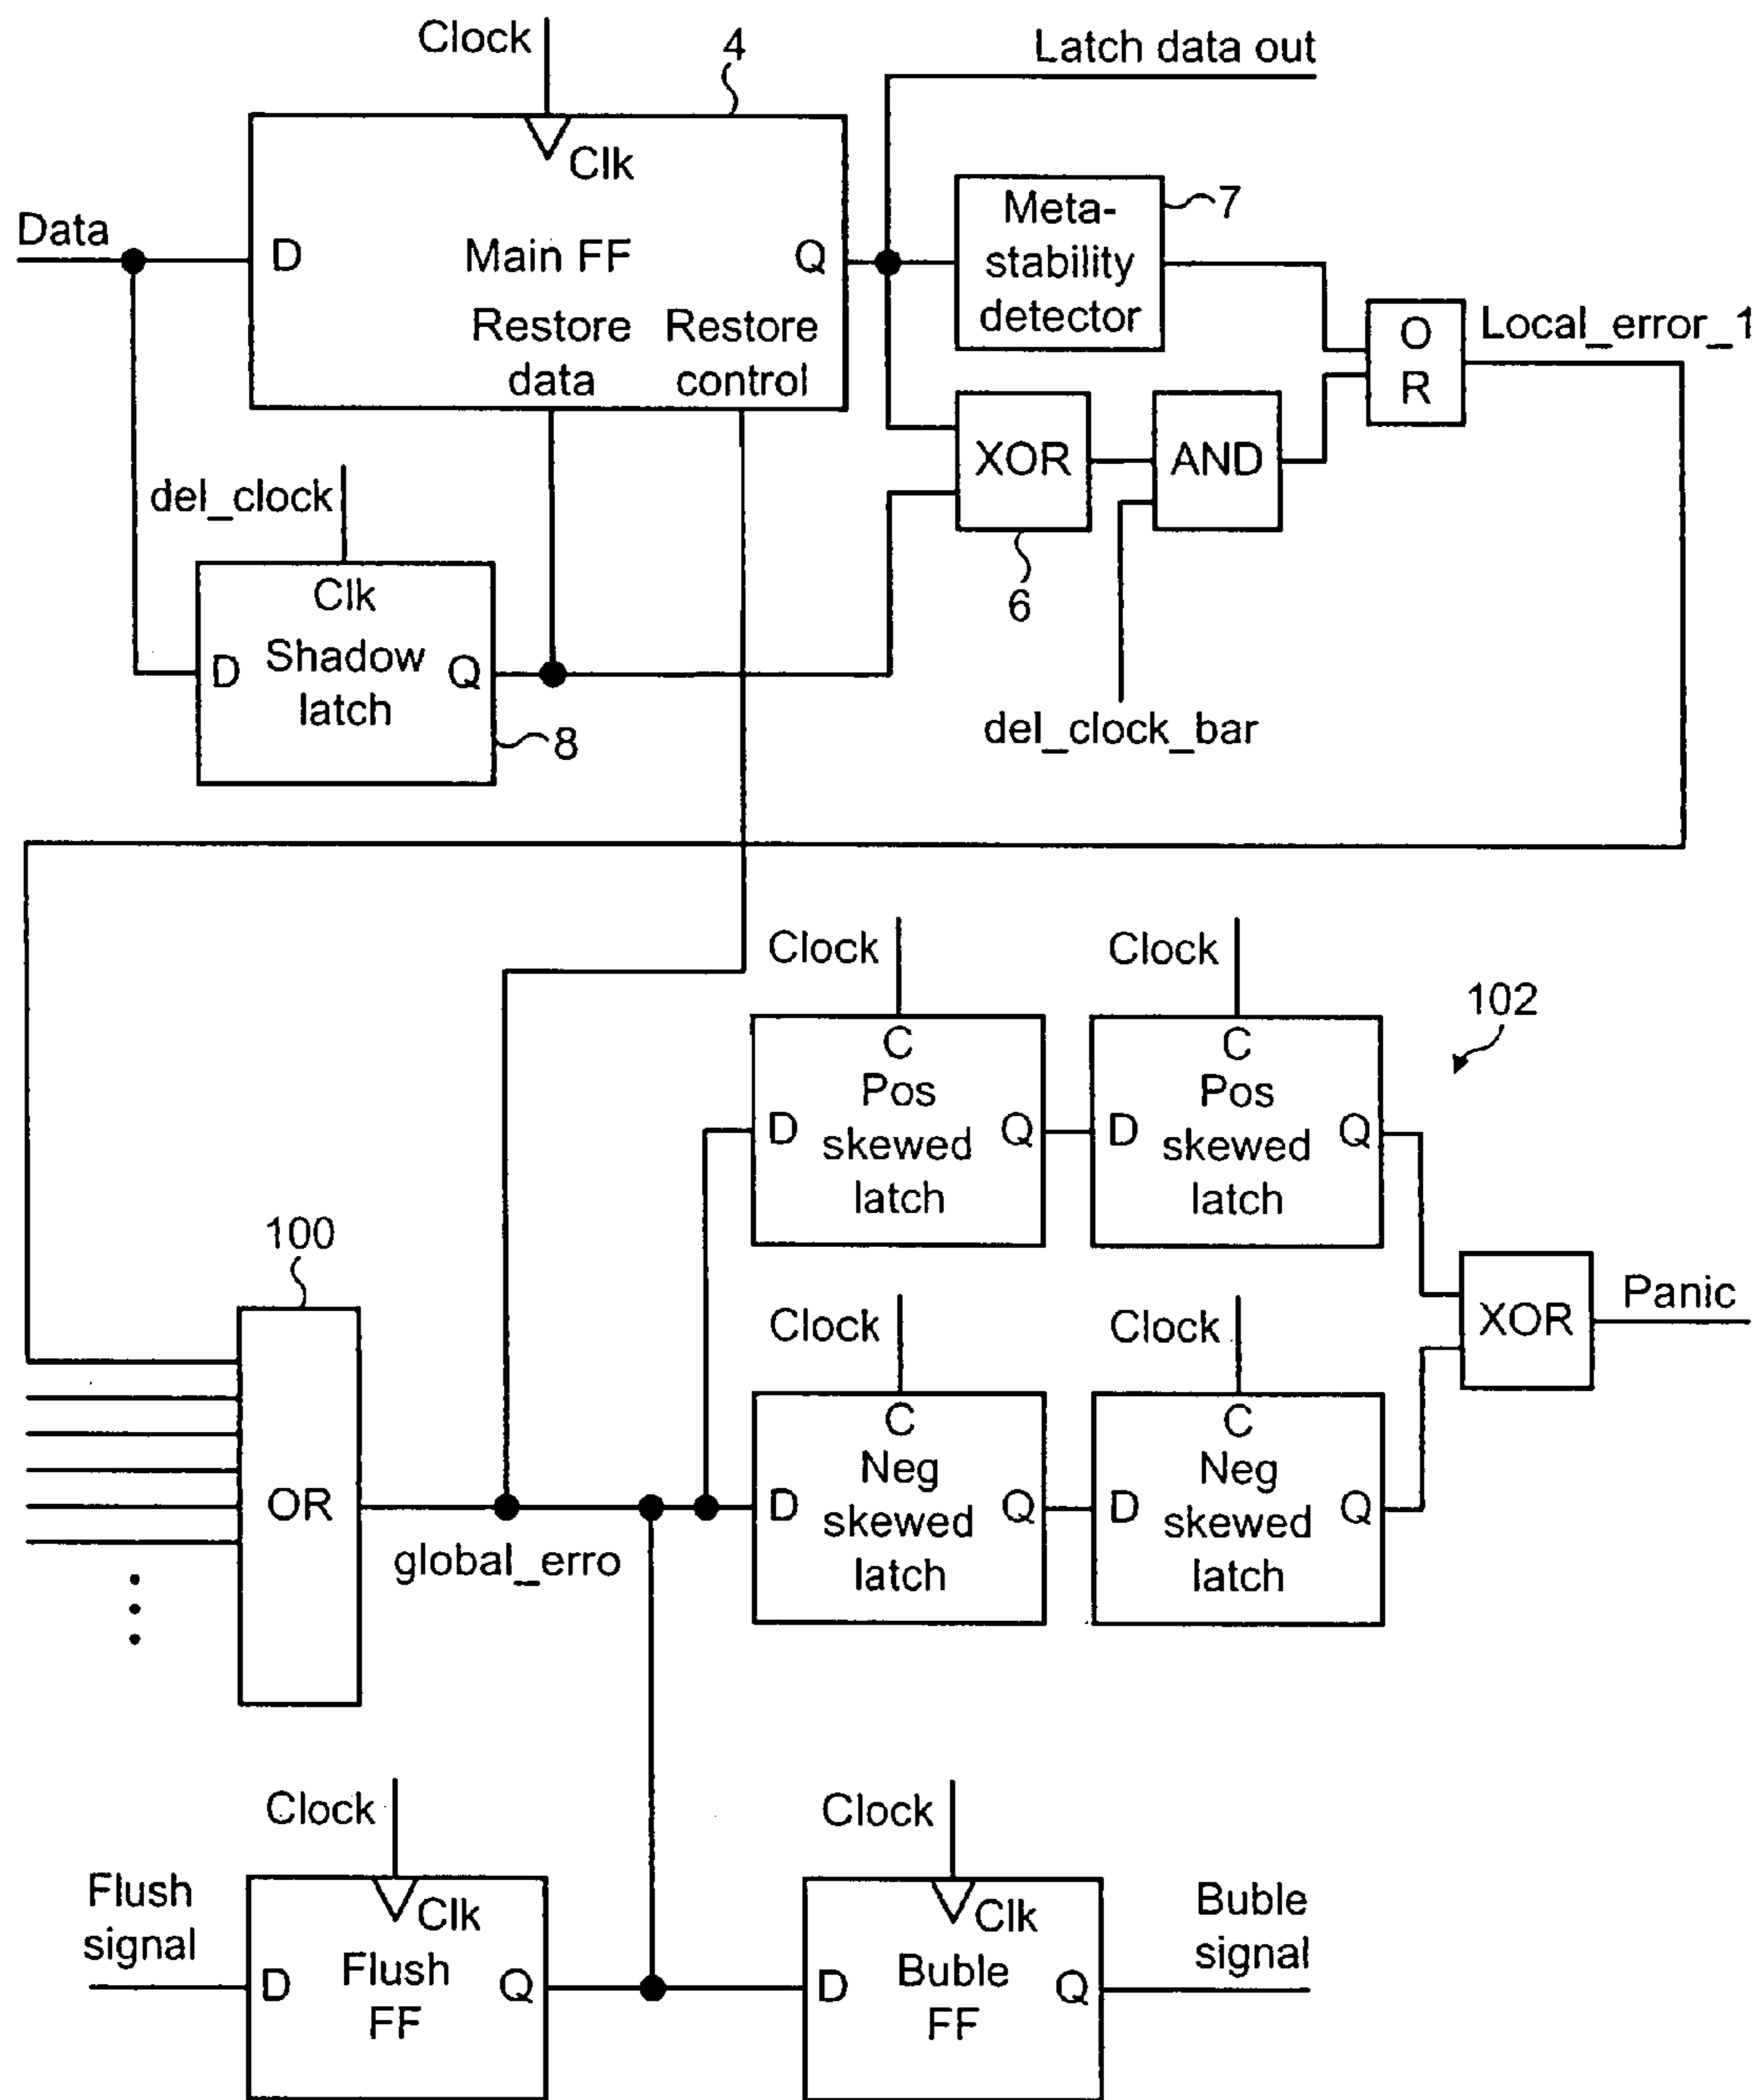 Clock
4
Latch data out
Clk
Data
D
Main FF
Q
Restore data
Restore control
Meta-
stability
detector
7
O
R
Local_error_1
XOR
AND
6
del_clock_bar
del_clock
Clk
D
Shadow
latch
Q
8
Clock
Clock
102
C
Pos
skewed
latch
D
Q
C
Pos
skewed
latch
D
Q
100
OR
global_erro
Clock
Clock
C
Neg
skewed
latch
D
Q
C
Neg
skewed
latch
D
Q
XOR
Panic
Clock
Clock
Flush
signal
Clk
D
Flush
FF
Q
Clk
D
Buble
FF
Q
Buble
signal